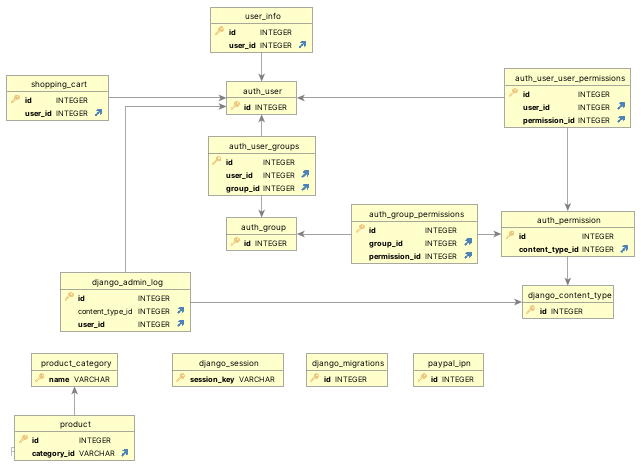 user_info
id INTEGER
user_id INTEGER
shopping_cart
id INTEGER
user_id INTEGER
auth_user
id INTEGER
auth_user_user_permissions
id INTEGER
user_id INTEGER
permission_id INTEGER
auth_user_groups
id INTEGER
user_id INTEGER
group_id INTEGER
auth_group
id INTEGER
auth_group_permissions
id INTEGER
group_id INTEGER
permission_id INTEGER
auth_permission
id INTEGER
content_type_id INTEGER
django_admin_log
id INTEGER
content_type_id INTEGER
user_id INTEGER
django_content_type
id INTEGER
product_category
name VARCHAR
django_session
session_key VARCHAR
django_migrations
id INTEGER
paypal_ipn
id INTEGER
product
id INTEGER
category_id VARCHAR